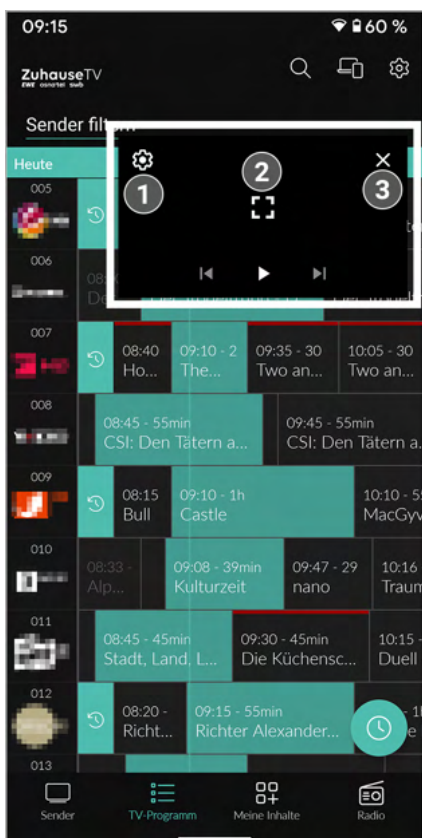 09:15 60 %
ZuhauseTV
EWE osnatel swb
Sender filtern
Heute
1 2 3
005
006
007
08:40 09:10 - 2 09:35 - 30 10:05 - 30
Ho... The... Two an... Two an...
008
08:45 - 55min 09:45 - 55min
CSI: Den Tätern a... CSI: Den Tätern a.
009
08:15 09:10 - 1h 10:10 - 5
Bull Castle MacGyv
010
08:33 - 09:08 - 39min 09:47 - 29 10:16
Alp... Kulturzeit nano Traum
011
08:45 - 45min 09:30 - 45min 10:15 -
Stadt, Land, L... Die Küchensc... Duell
012
08:20 - 09:15 - 55min
Richt... Richter Alexander...
013
Sender TV-Programm Meine Inhalte Radio